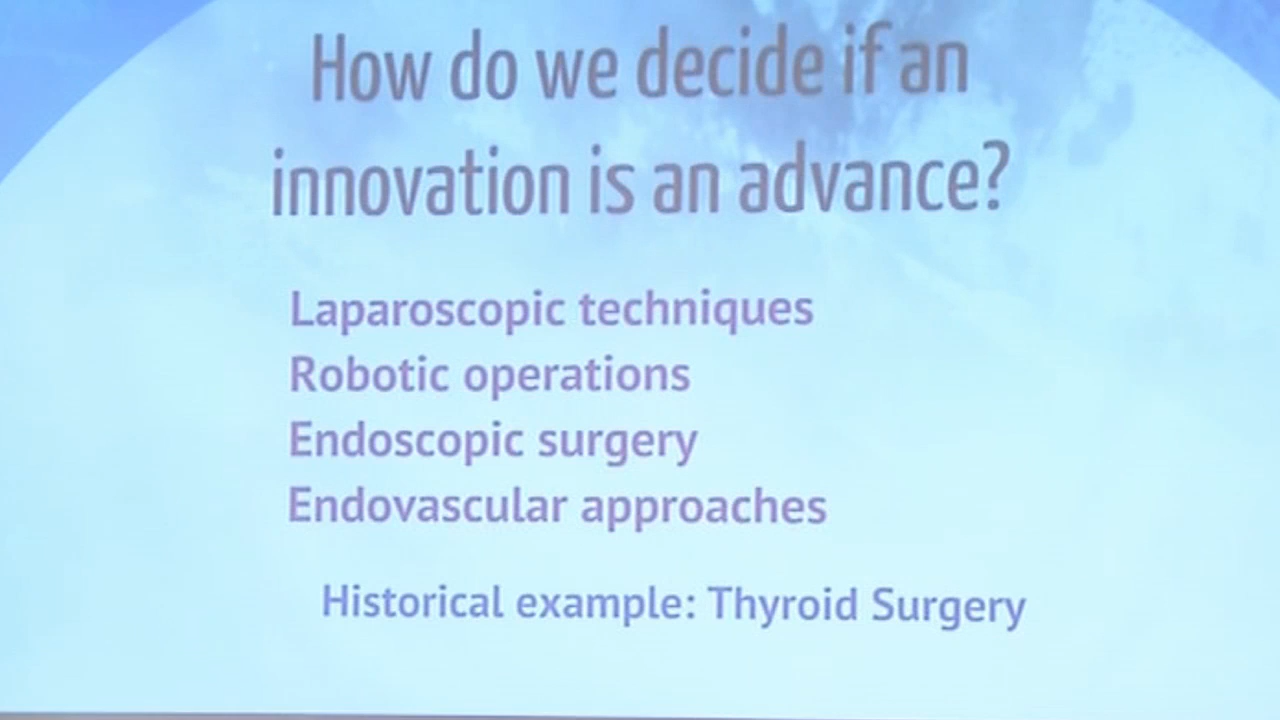 How do we decide if an
innovation is an advance?
Laparoscopic techniques
Robotic operations
Endoscopic surgery
Endovascular approaches
Historical example: Thyroid Surgery